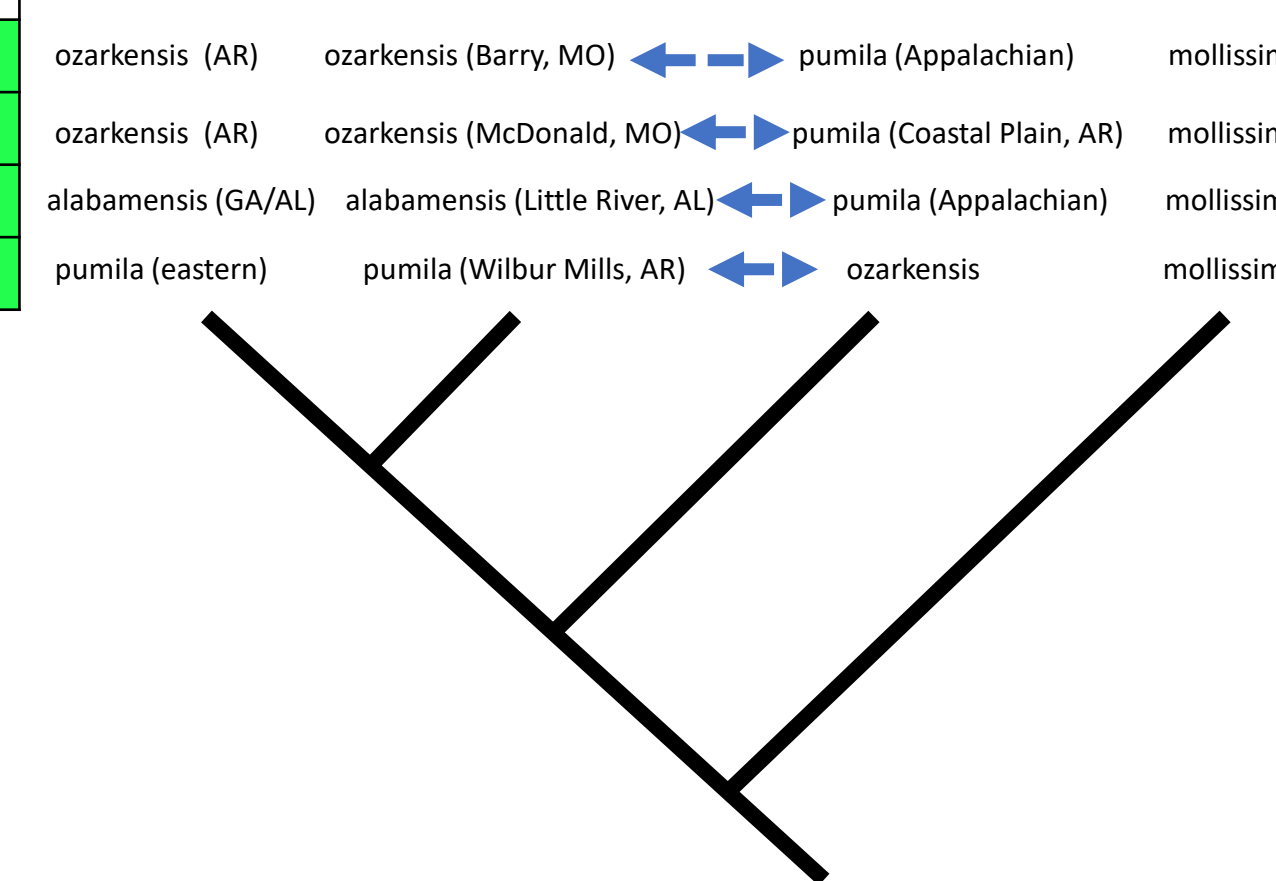 ozarkensis (AR) ozarkensis (Barry, MO) pumila (Appalachian)
ozarkensis (AR) ozarkensis (McDonald, MO) pumila (Coastal Plain, AR)
alabamensis (GA/AL) alabamensis (Little River, AL) pumila (Appalachian)
pumila (eastern) pumila (Wilbur Mills, AR) ozarkensis